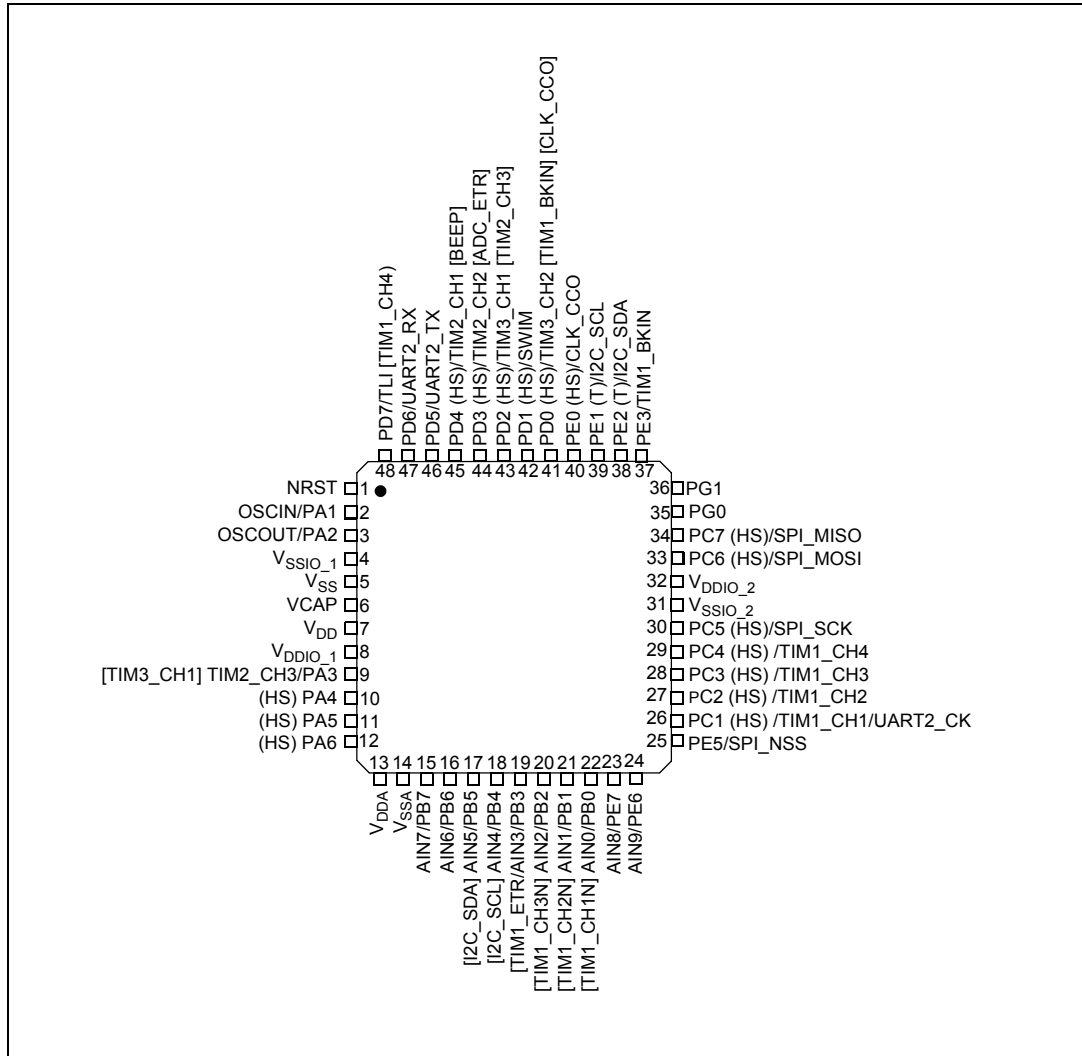 PD7/TLI [TIM1_CH4)
PD6/UART2_RX
PD5/UART2_TX
PD4 (HS)/TIM2_CH1 [BEEP]
PD3 (HS)/TIM2_CH2 [ADC_ETR]
PD2 (HS)/TIM3_CH1 [TIM2_CH3]
PD1 (HS)/SWIM
PD0 (HS)/TIM3_CH2 [TIM1_BKIN] [CLK_CCO]
PE0 (HS)/CLK_CCO
PE1 (T)/I2C_SCL
PE2 (T)/I2C_SDA
PE3/TIM1_BKIN
48 47 46 45 44 43 42 41 40 39 38 37
NRST 1
OSCIN/PA1 2
OSCOUT/PA2 3
VSSIO_1 4
VSS 5
VCAP 6
VDD 7
VDDIO_1 8
[TIM3_CH1] TIM2_CH3/PA3 9
(HS) PA4 10
(HS) PA5 11
(HS) PA6 12
36 PG1
35 PG0
34 PC7 (HS)/SPI_MISO
33 PC6 (HS)/SPI_MOSI
32 VDDIO_2
31 VSSIO_2
30 PC5 (HS)/SPI_SCK
29 PC4 (HS) /TIM1_CH4
28 PC3 (HS) /TIM1_CH3
27 PC2 (HS) /TIM1_CH2
26 PC1 (HS) /TIM1_CH1/UART2_CK
25 PE5/SPI_NSS
13 14 15 16 17 18 19 20 21 22 23 24
VDDA
VSSA
AIN7/PB7
AIN6/PB6
[I2C_SDA] AIN5/PB5
[I2C_SCL] AIN4/PB4
[TIM1_ETR/AIN3/PB3
[TIM1_CH3N] AIN2/PB2
[TIM1_CH2N] AIN1/PB1
[TIM1_CH1N] AIN0/PB0
AIN8/PE7
AIN9/PE6